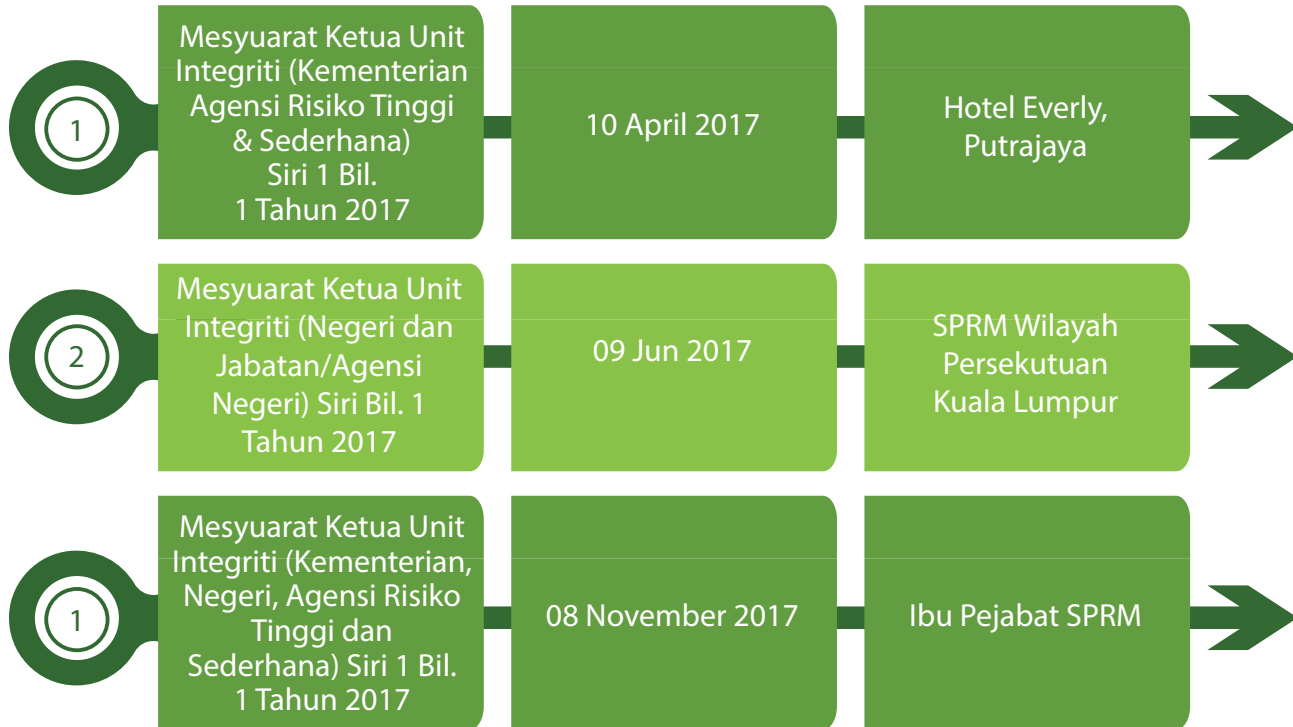 1
Mesyuarat Ketua Unit
Integriti (Kementerian
Agensi Risiko Tinggi
& Sederhana)
Siri 1 Bil.
1 Tahun 2017
10 April 2017
Hotel Everly,
Putrajaya
2
Mesyuarat Ketua Unit
Integriti (Negeri dan
Jabatan/Agensi
Negeri) Siri Bil. 1
Tahun 2017
09 Jun 2017
SPRM Wilayah
Persekutuan
Kuala Lumpur
1
Mesyuarat Ketua Unit
Integriti (Kementerian,
Negeri, Agensi Risiko
Tinggi dan
Sederhana) Siri 1 Bil.
1 Tahun 2017
08 November 2017
Ibu Pejabat SPRM